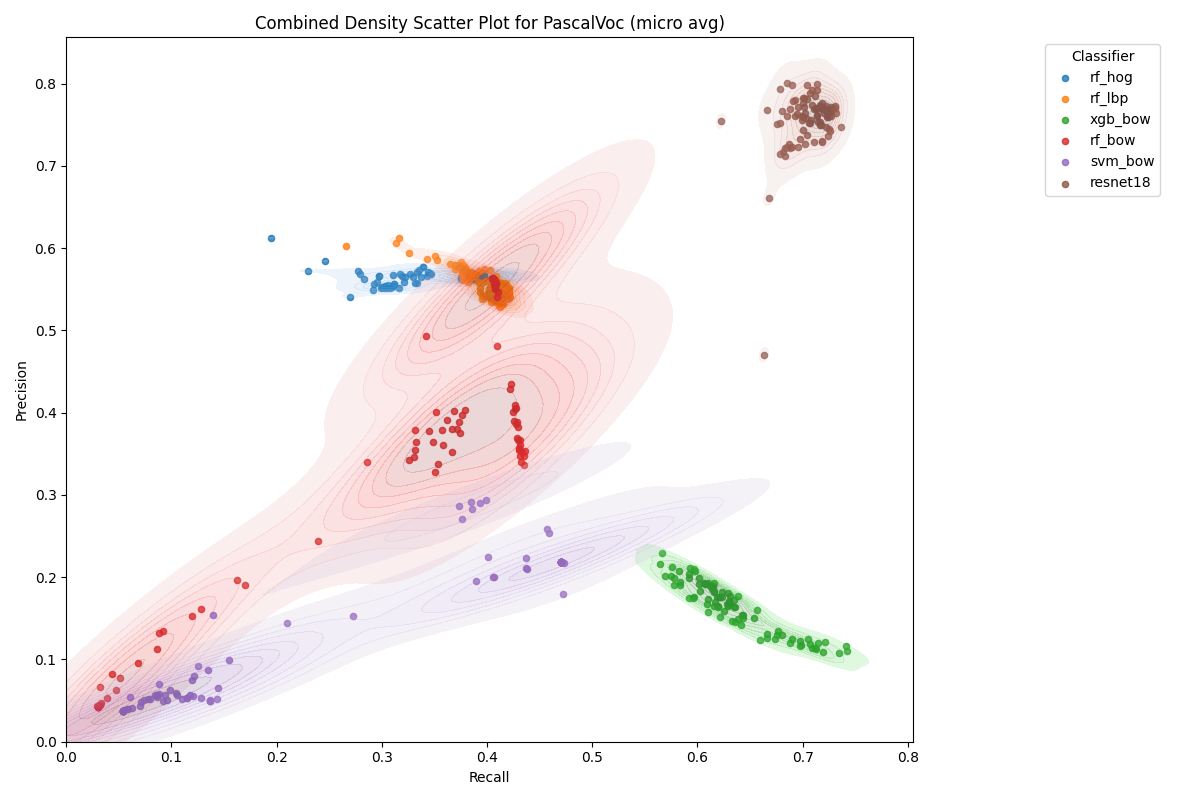 Combined Density Scatter Plot for PascalVoc (micro avg)
Classifier
rf_hog
rf_lbp
xgb_bow
rf_bow
svm_bow
resnet18
Precision
0.8
0.7
0.6
0.5
0.4
0.3
0.2
0.1
0.0
0.0 0.1 0.2 0.3 0.4 0.5 0.6 0.7 0.8
Recall